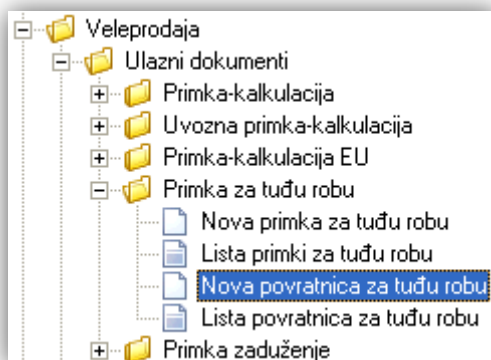 Veleprodaja
Ulazni dokumenti
Primka-kalkulacija
Uvozna primka-kalkulacija
Primka-kalkulacija EU
Primka za tuđu robu
Nova primka za tuđu robu
Lista primki za tuđu robu
Nova povratnica za tuđu robu
Lista povratnica za tuđu robu
Primka zaduženje